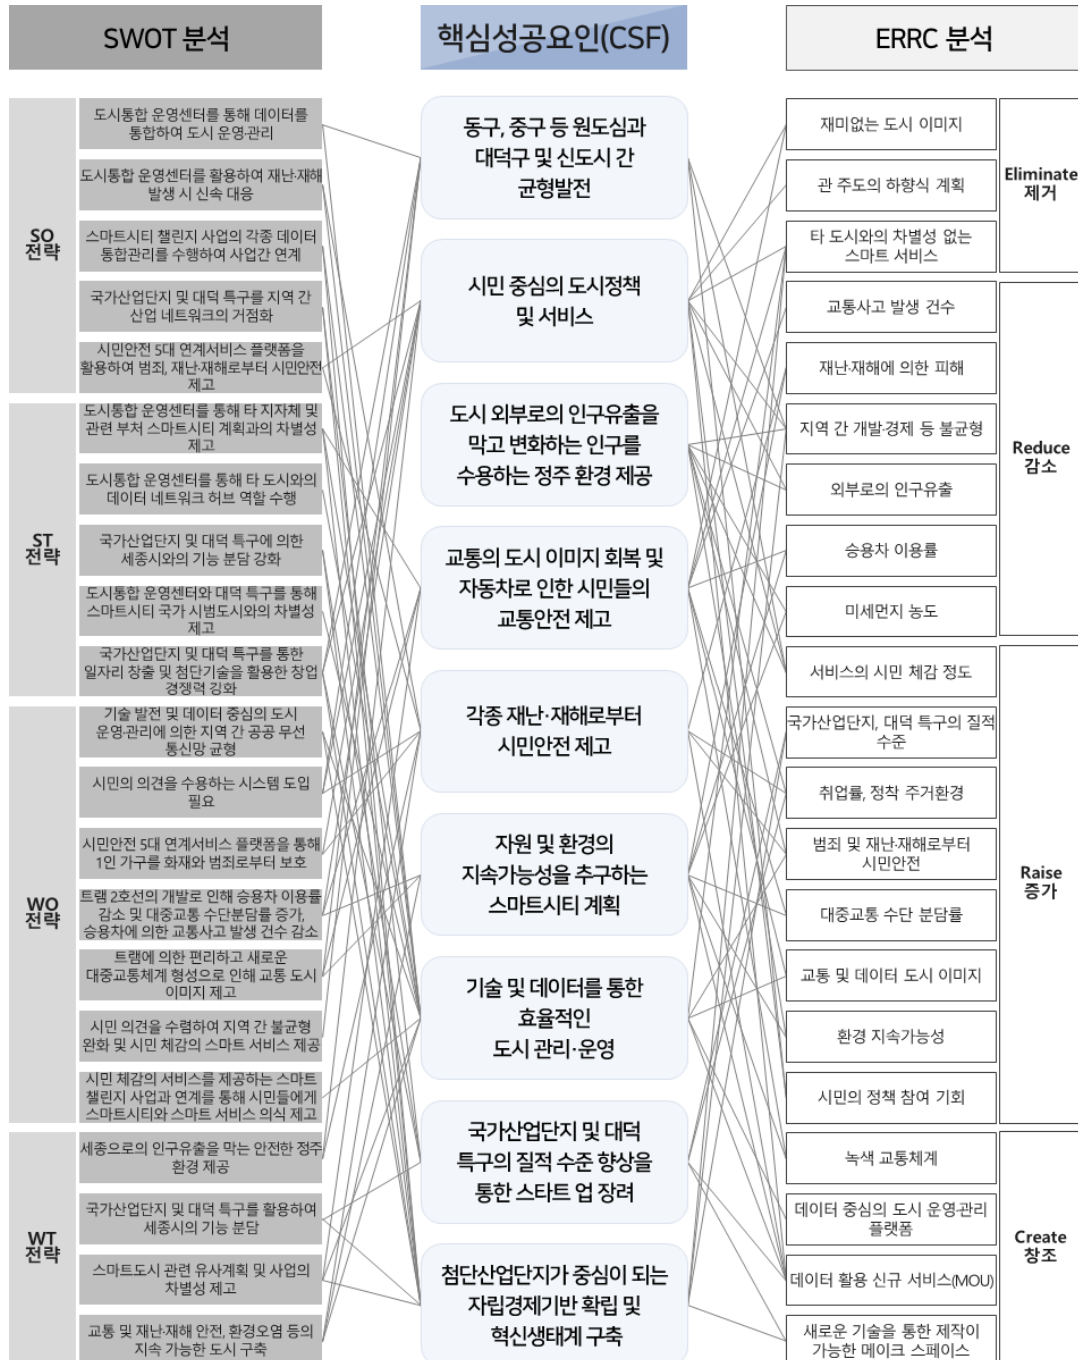 SWOT 분석
핵심성공요인(CSF)
ERRC 분석
SO
전략
도시통합 운영센터를 통해 데이터를
통합하여 도시 운영·관리
도시통합 운영센터를 활용하여 재난·재해
발생 시 신속 대응
스마트시티 챌린지 사업의 각종 데이터
통합관리를 수행하여 사업간 연계
국가산업단지 및 대덕 특구를 지역 간
산업 네트워크의 거점화
시민안전 5대 연계서비스 플랫폼을
활용하여 범죄, 재난·재해로부터 시민안전
제고
ST
전략
도시통합 운영센터를 통해 타 지자체 및
관련 부처 스마트시티 계획과의 차별성
제고
도시통합 운영센터를 통해 타 도시와의
데이터 네트워크 허브 역할 수행
국가산업단지 및 대덕 특구에 의한
세종시와의 기능 분담 강화
도시통합 운영센터와 대덕 특구를 통해
스마트시티 국가 시범도시와의 차별성
제고
국가산업단지 및 대덕 특구를 통한
일자리 창출 및 첨단기술을 활용한 창업
경쟁력 강화
WO
전략
기술 발전 및 데이터 중심의 도시
운영·관리에 의한 지역 간 공공 무선
통신망 균형
시민의 의견을 수용하는 시스템 도입
필요
시민안전 5대 연계서비스 플랫폼을 통해
1인 가구를 화재와 범죄로부터 보호
트램 2호선의 개발로 인해 승용차 이용률
감소 및 대중교통 수단분담률 증가,
승용차에 의한 교통사고 발생 건수 감소
트램에 의한 편리하고 새로운
대중교통체계 형성으로 인해 교통 도시
이미지 제고
시민 의견을 수렴하여 지역 간 불균형
완화 및 시민 체감의 스마트 서비스 제공
시민 체감의 서비스를 제공하는 스마트
챌린지 사업과 연계를 통해 시민들에게
스마트시티와 스마트 서비스 의식 제고
WT
전략
세종으로의 인구유출을 막는 안전한 정주
환경 제공
국가산업단지 및 대덕 특구를 활용하여
세종시의 기능 분담
스마트도시 관련 유사계획 및 사업의
차별성 제고
교통 및 재난·재해 안전, 환경오염 등의
지속 가능한 도시 구축
동구, 중구 등 원도심과
대덕구 및 신도시 간
균형발전
시민 중심의 도시정책
및 서비스
도시 외부로의 인구유출을
막고 변화하는 인구를
수용하는 정주 환경 제공
교통의 도시 이미지 회복 및
자동차로 인한 시민들의
교통안전 제고
각종 재난·재해로부터
시민안전 제고
자원 및 환경의
지속가능성을 추구하는
스마트시티 계획
기술 및 데이터를 통한
효율적인
도시 관리·운영
국가산업단지 및 대덕
특구의 질적 수준 향상을
통한 스타트 업 장려
첨단산업단지가 중심이 되는
자립경제기반 확립 및
혁신생태계 구축
재미없는 도시 이미지
관 주도의 하향식 계획
타 도시와의 차별성 없는
스마트 서비스
Eliminate
제거
교통사고 발생 건수
재난·재해에 의한 피해
지역 간 개발·경제 등 불균형
외부로의 인구유출
승용차 이용률
미세먼지 농도
Reduce
감소
서비스의 시민 체감 정도
국가산업단지, 대덕 특구의 질적
수준
취업률, 정착 주거환경
범죄 및 재난·재해로부터
시민안전
대중교통 수단 분담률
교통 및 데이터 도시 이미지
환경 지속가능성
시민의 정책 참여 기회
Raise
증가
녹색 교통체계
데이터 중심의 도시 운영·관리
플랫폼
데이터 활용 신규 서비스(MOU)
새로운 기술을 통한 제작이
가능한 메이크 스페이스
Create
창조